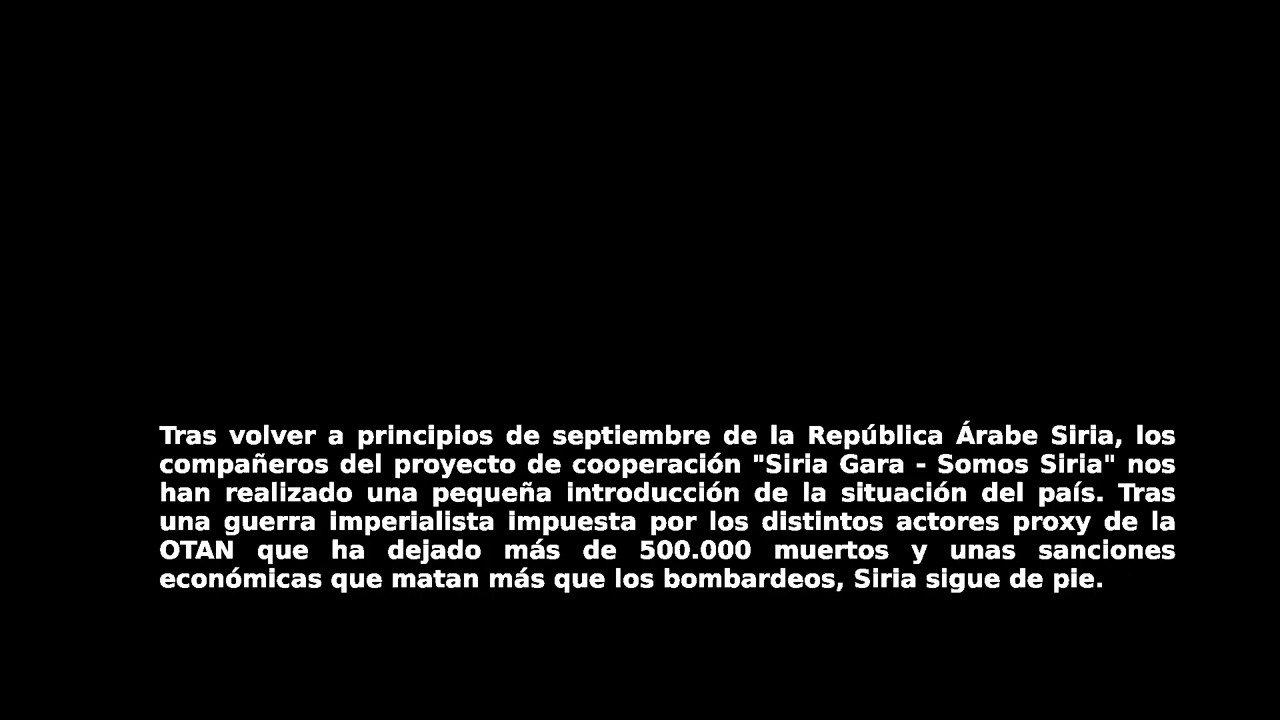 Tras volver a principios de septiembre de la República Árabe Siria, los
compañeros del proyecto de cooperación "Siria Gara - Somos Siria" nos
han realizado una pequeña introducción de la situación del país. Tras
una guerra imperialista impuesta por los distintos actores proxy de la
OTAN que ha dejado más de 500.000 muertos y unas sanciones
económicas que matan más que los bombardeos, Siria sigue de pie.